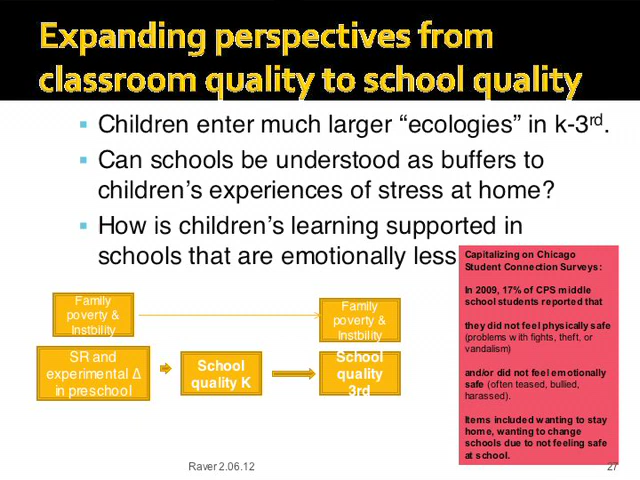 Expanding perspectives from
classroom quality to school quality
Children enter much larger “ecologies” in k-3rd.
Can schools be understood as buffers to
children’s experiences of stress at home?
How is children’s learning supported in
schools that are emotionally less
Capitalizing on Chicago
Student Connection Surveys:
In 2009, 17% of CPS middle
school students reported that
they did not feel physically safe
(problems with fights, theft, or
vandalism)
and/or did not feel emotionally
safe (often teased, bullied,
harassed).
Items included wanting to stay
home, wanting to change
schools due to not feeling safe
at school.
Family
poverty &
Instbility
Family
poverty &
Instbility
SR and
experimental Δ
in preschool
School
quality K
School
quality
3rd
Raver 2.06.12
27